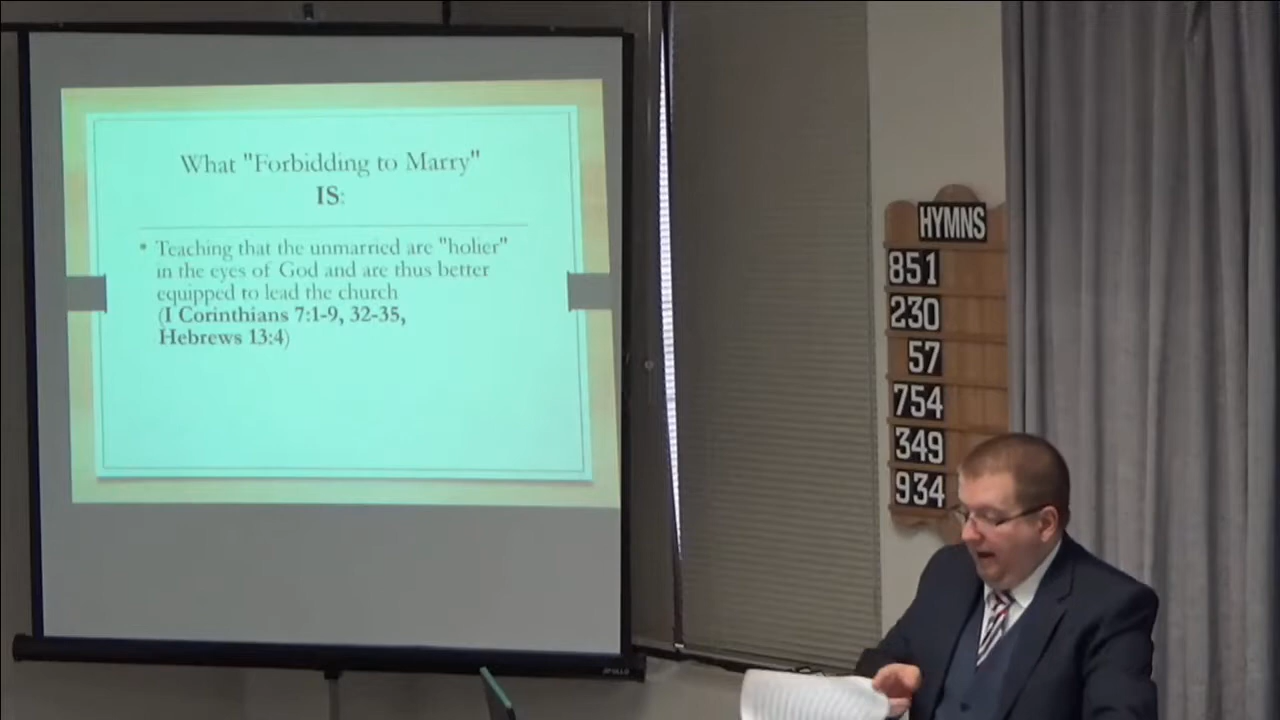 What "Forbidding to Marry"
IS:
• Teaching that the unmarried are "holier"
in the eyes of God and are thus better
equipped to lead the church
(I Corinthians 7:1-9, 32-35,
Hebrews 13:4)
HYMNS
851
230
57
754
349
934
APOLLO